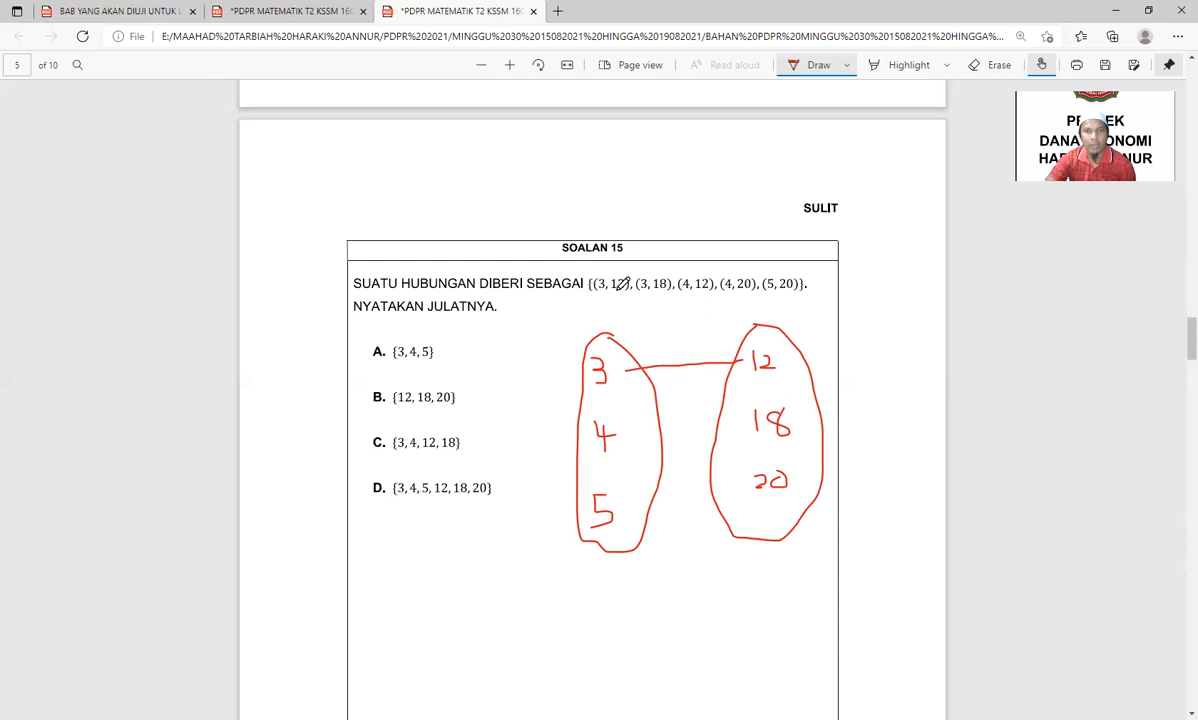 BAB YANG AKAN DIUJI UNTUK U
*PDPR MATEMATIK T2 KSSM 160
*PDPR MATEMATIK T2 KSSM 160
File
E:/MAAHAD%20TARBIAH%20HARAKI%20ANNUR/PDPR%202021/MINGGU%2030%2015082021%20HINGGA%2019082021/BAHAN%20PDPR%20MINGGU%2030%2015082021%20HINGGA%...
5 of 10
Page view
Read aloud
Draw
Highlight
Erase
DANA
SULIT
SOALAN 15
SUATU HUBUNGAN DIBERI SEBAGAI {(3, 12), (3, 18), (4, 12), (4, 20), (5, 20)}.
NYATAKAN JULATNYA.
A. {3, 4, 5}
B. {12, 18, 20}
C. {3, 4, 12, 18}
D. {3, 4, 5, 12, 18, 20}
3 12
4 18
5 20